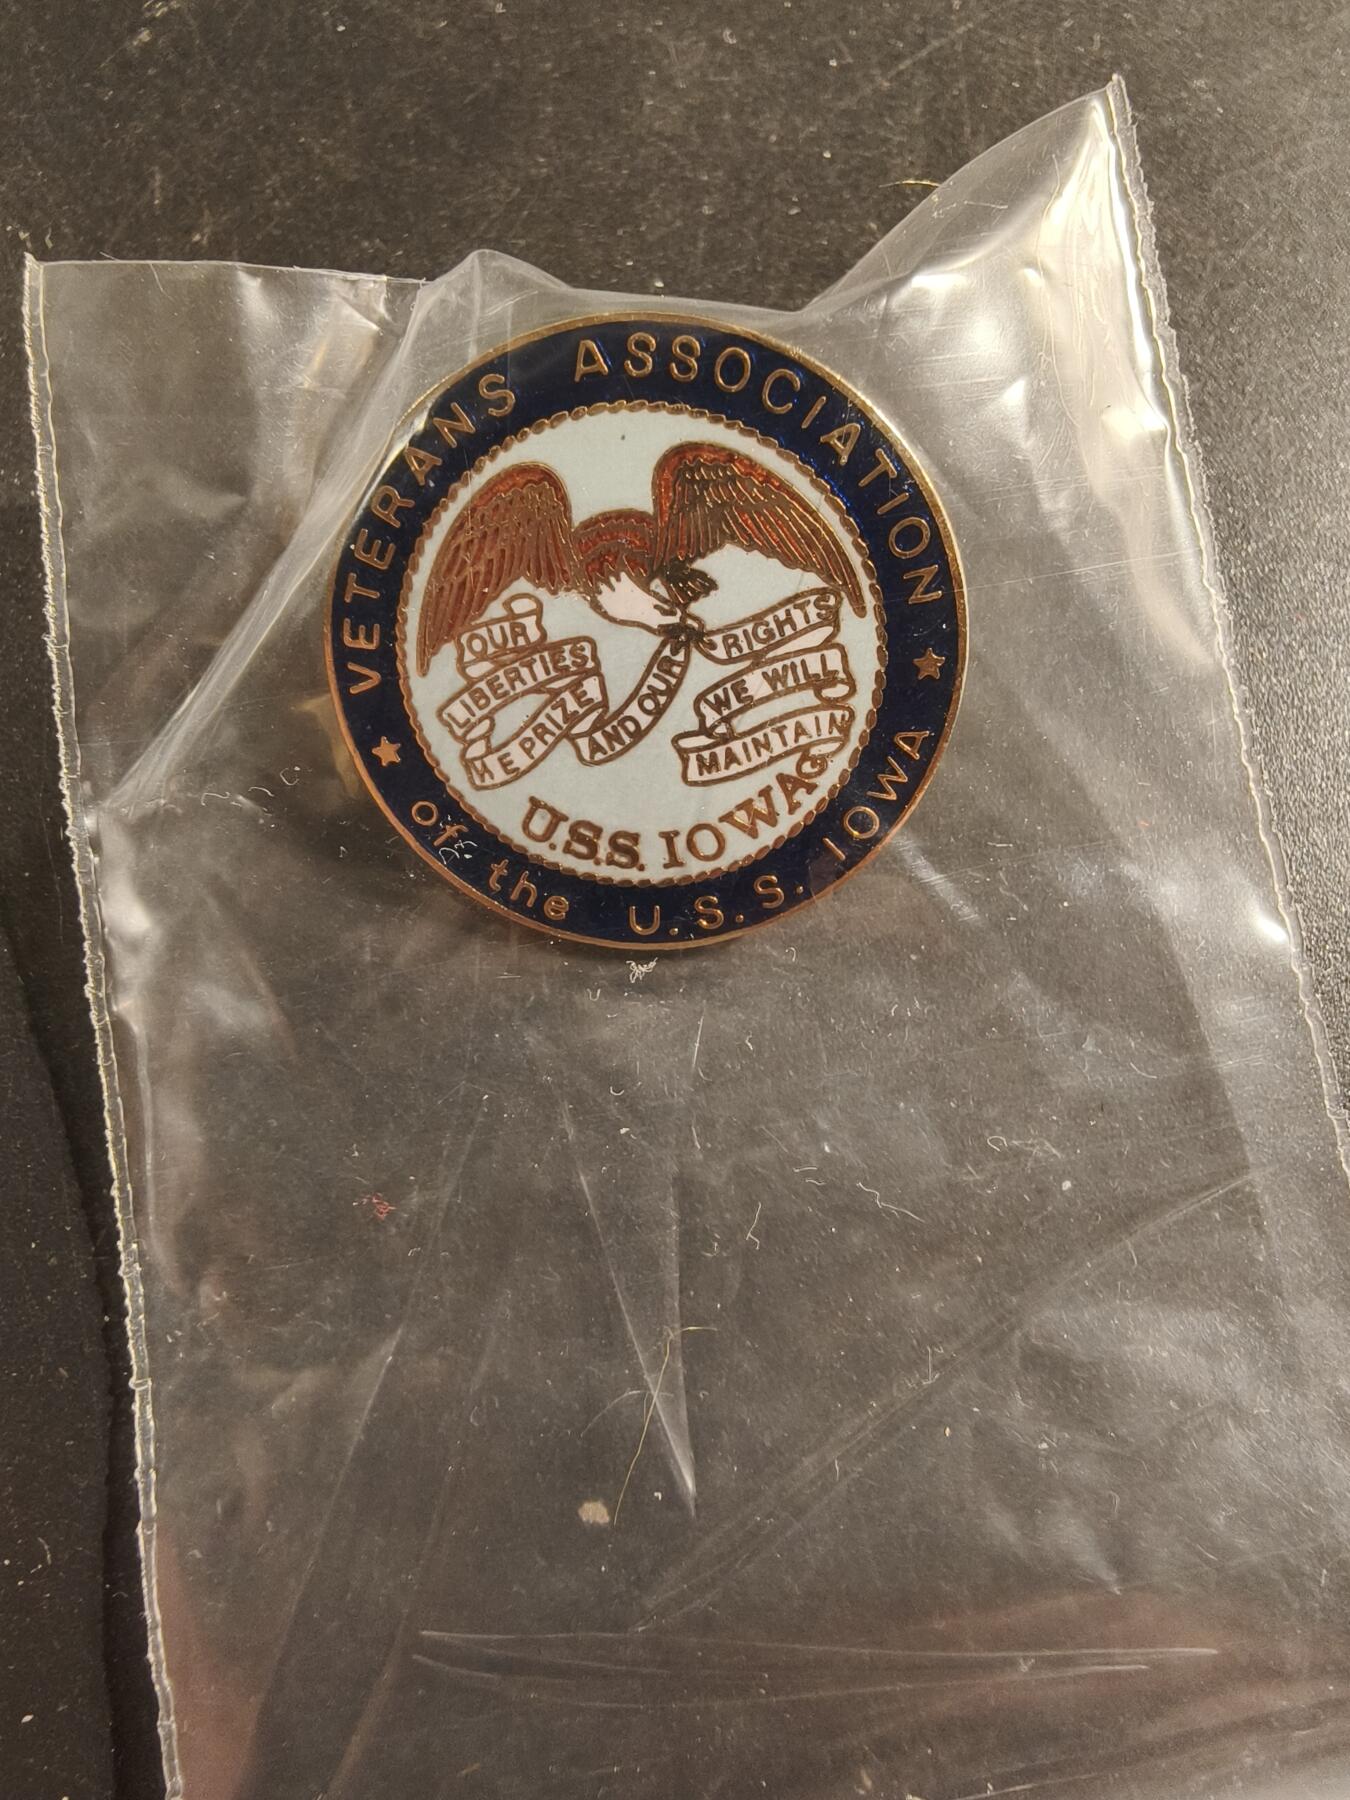 VETERANS ASSOCIATION
of the U.S.S. IOWA
OUR
LIBERTIES
WE PRIZE
AND OUR
RIGHTS
WE WILL
MAINTAIN
U.S.S. IOWA